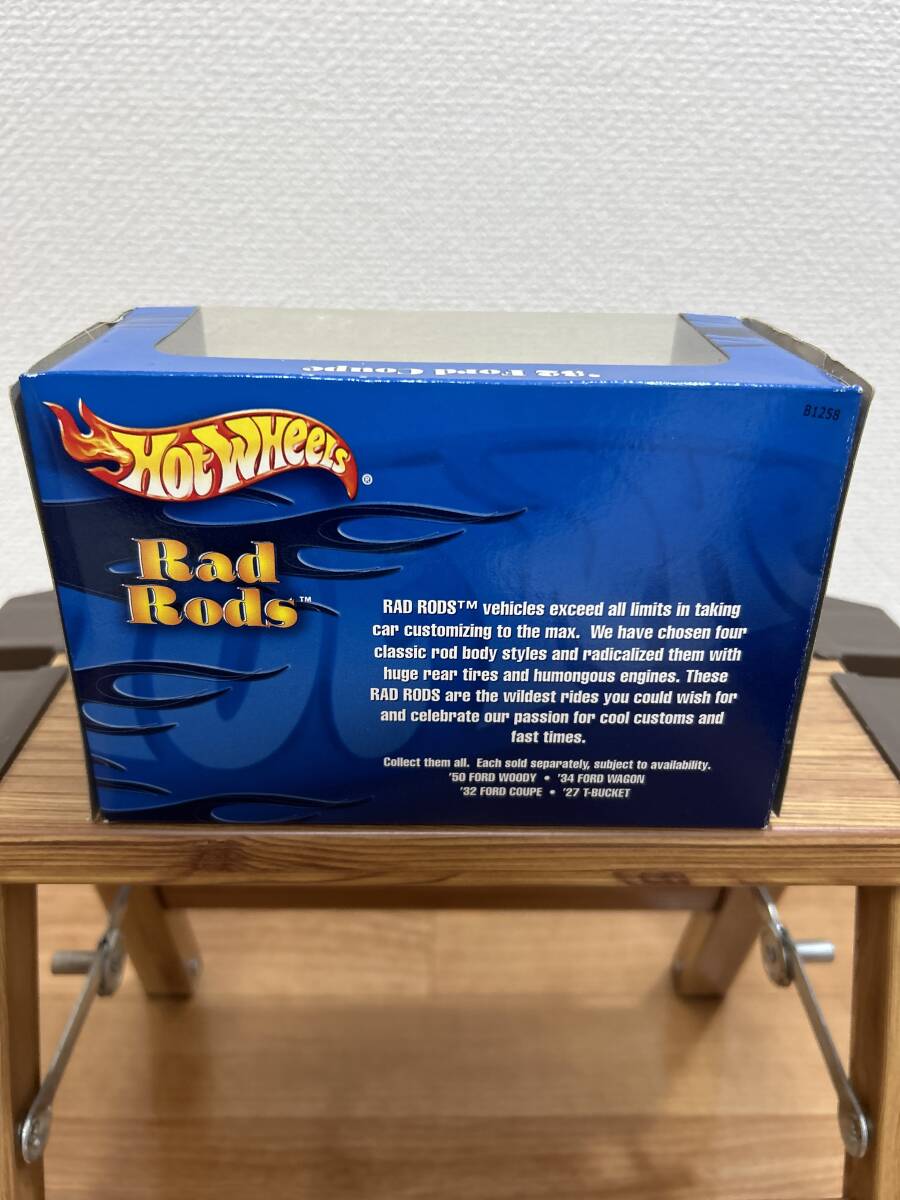 '32 Ford Coupe
B1258
HOT WHEELS®
Rad
Rods™
RAD RODS™ vehicles exceed all limits in taking
car customizing to the max. We have chosen four
classic rod body styles and radicalized them with
huge rear tires and humongous engines. These
RAD RODS are the wildest rides you could wish for
and celebrate our passion for cool customs and
fast times.
Collect them all. Each sold separately, subject to availability.
'50 FORD WOODY • '34 FORD WAGON
'32 FORD COUPE • '27 T-BUCKET